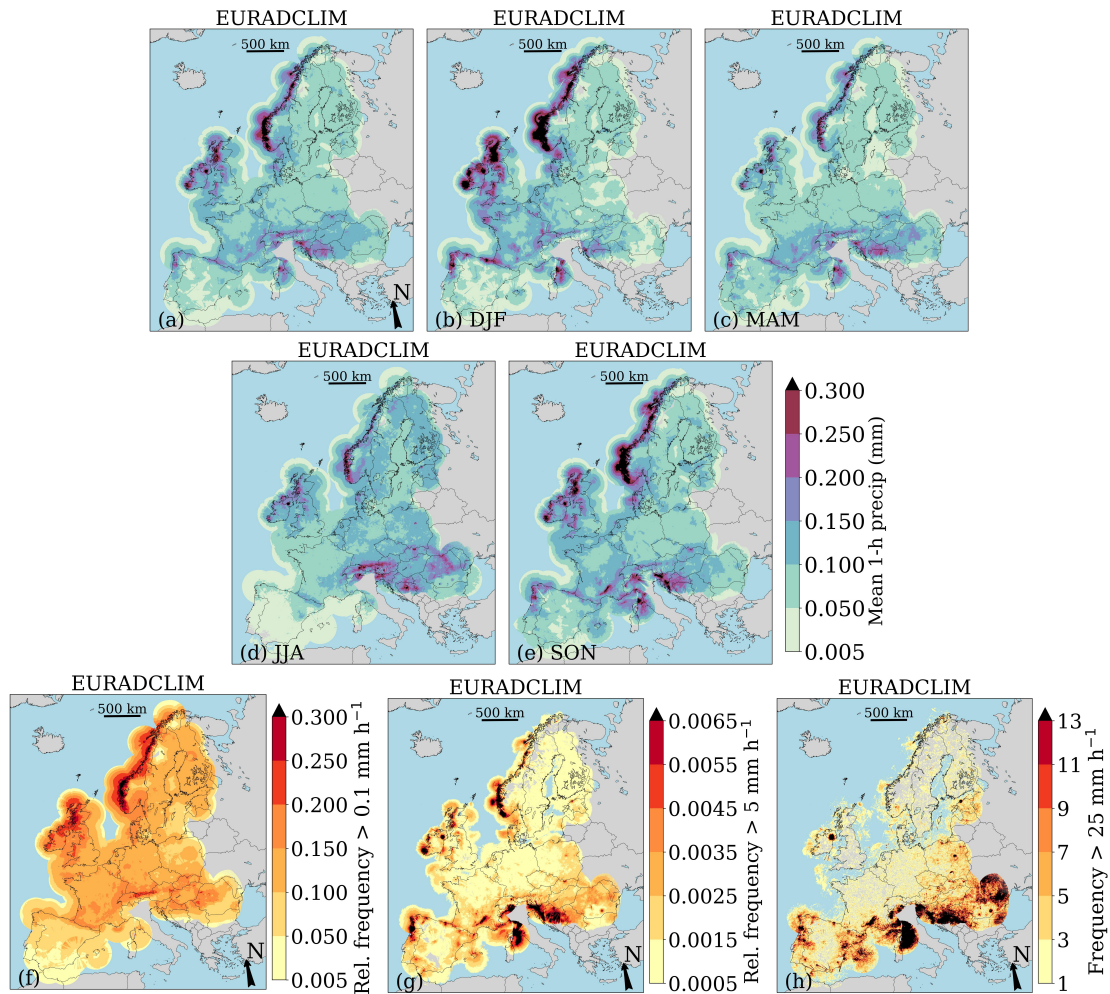 EURADCLIM
500 km
N
(a)
EURADCLIM
500 km
(b) DJF
EURADCLIM
500 km
(c) MAM
EURADCLIM
500 km
(d) JJA
EURADCLIM
500 km
(e) SON
0.300
0.250
0.200
0.150
0.100
0.050
0.005
Mean 1-h precip (mm)
EURADCLIM
500 km
N
(f)
0.300
0.250
0.200
0.150
0.100
0.050
0.005
Rel. frequency > 0.1 mm h⁻¹
EURADCLIM
500 km
N
(g)
0.0065
0.0055
0.0045
0.0035
0.0025
0.0015
0.0005
Rel. frequency > 5 mm h⁻¹
EURADCLIM
500 km
N
(h)
13
11
9
7
5
3
1
Frequency > 25 mm h⁻¹